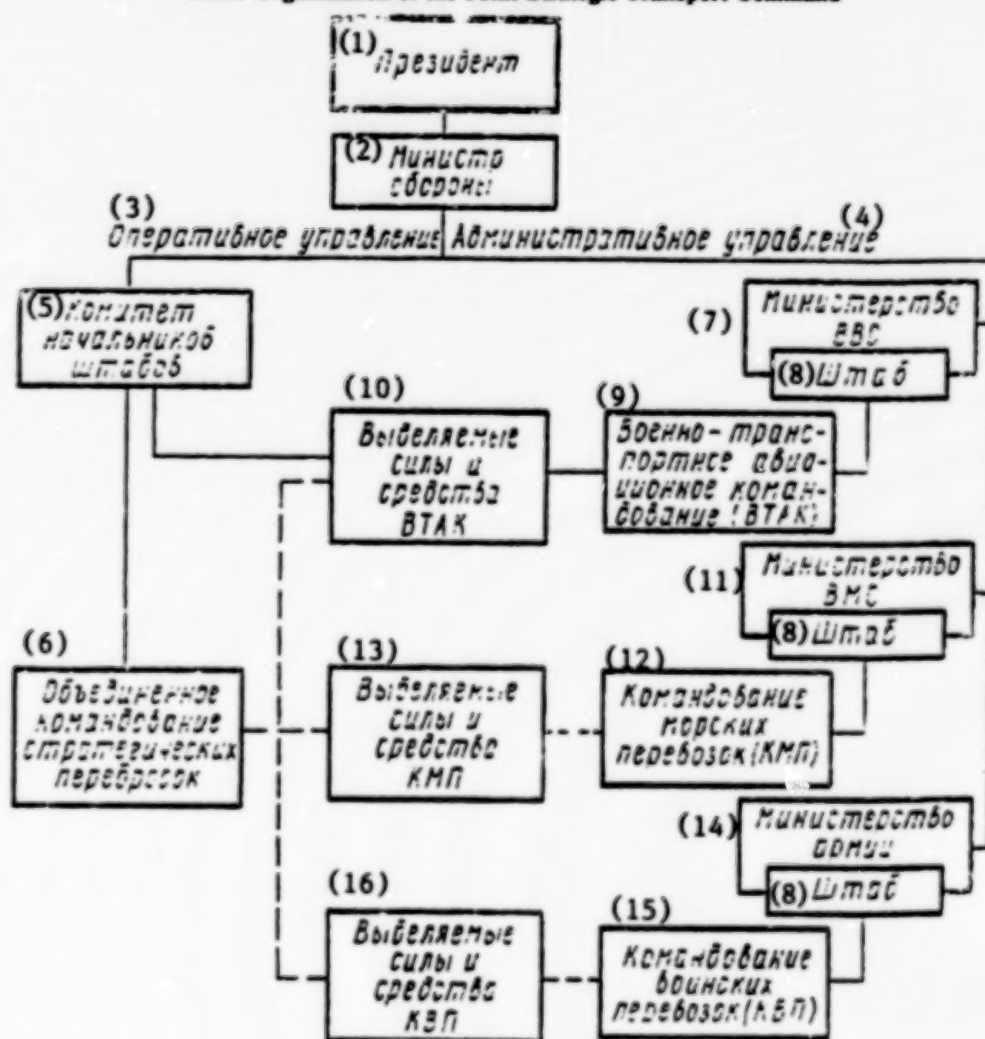 (1) Президент
(2) Министр
обороны
(3)
(4)
Оперативное управление Административное управление
(5) Комитет
начальников
штабов
(7)
Министерство
ВВС
(8) Штаб
(10)
Выделяемые
силы и
средства
ВТАК
(9)
Военно-транс-
портное авиа-
ционное коман-
дование (ВТАК)
(11)
Министерство
ВМС
(8) Штаб
(6)
Объединенное
командование
стратегических
перебросок
(13)
Выделяемые
силы и
средства
КМП
(12)
Командование
морских
перевозок (КМП)
(14)
Министерство
армии
(8) Штаб
(16)
Выделяемые
силы и
средства
КВП
(15)
Командование
воинских
перевозок (КВП)